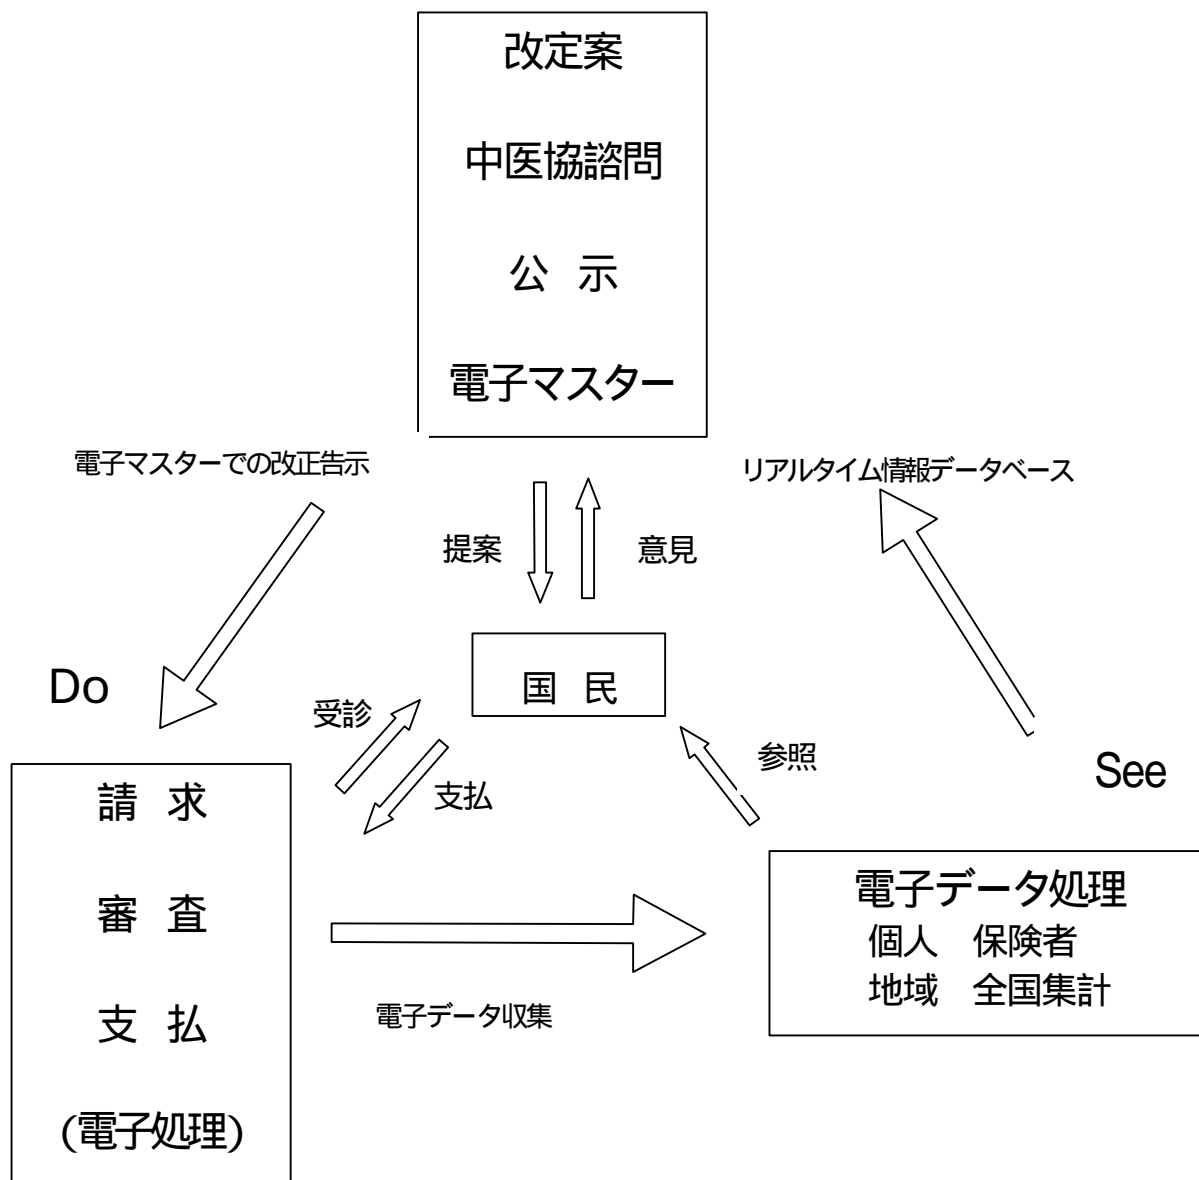 改定案
中医協諮問
公 示
電子マスター
電子マスターでの改正告示
リアルタイム情報データベース
提案
意見
Do
国 民
受診
支払
参照
See
請 求
審 査
支 払
(電子処理)
電子データ収集
電子データ処理
個人 保険者
地域 全国集計